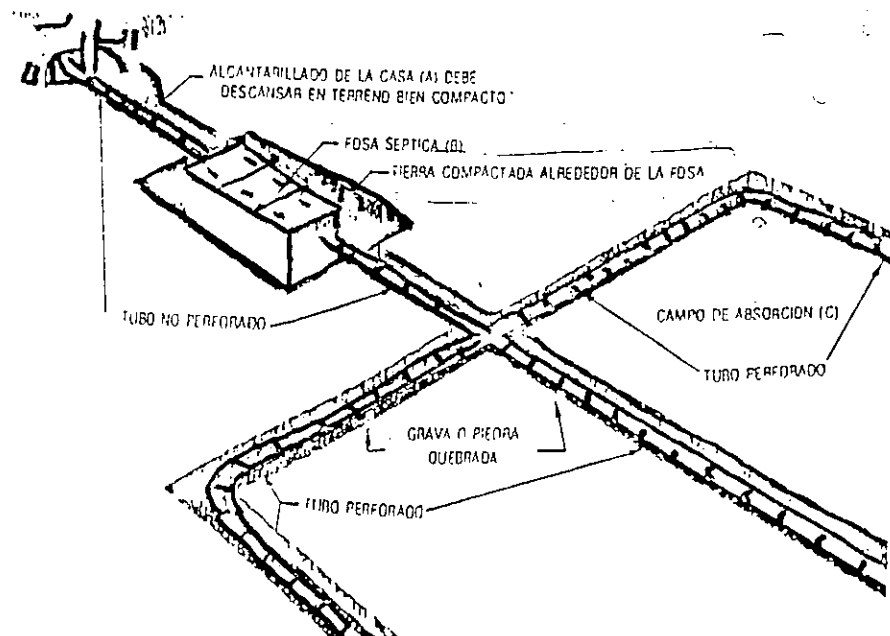 ALCANTARILLADO DE LA CASA (A) DEBE
DESCANSAR EN TERRENO BIEN COMPACTO
FOSA SEPTICA (B)
TIERRA COMPACTADA ALREDEDOR DE LA FOSA
TUBO NO PERFORADO
CAMPO DE ABSORCION (C)
TUBO PERFORADO
GRAVA O PIEDRA
QUEBRADA
TUBO PERFORADO